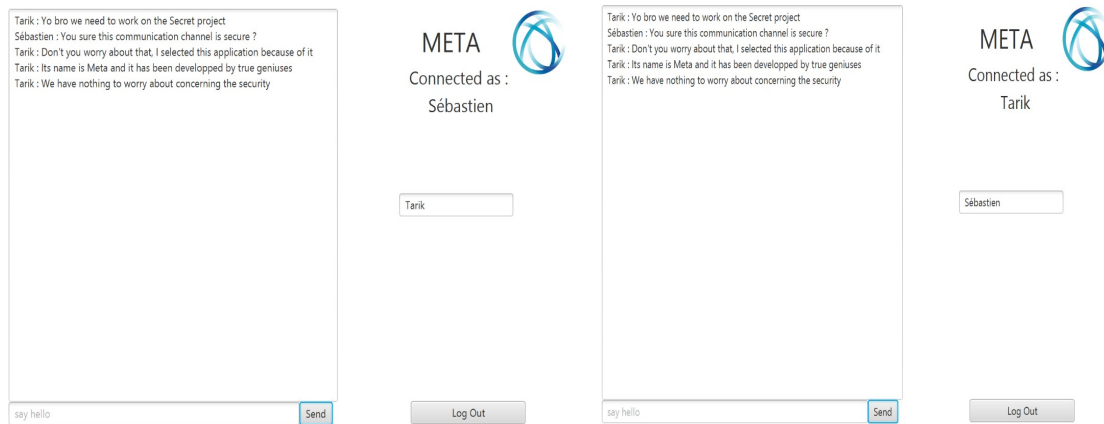 Tarik : Yo bro we need to work on the Secret project
Sébastien : You sure this communication channel is secure ?
Tarik : Don't you worry about that, I selected this application because of it
Tarik : Its name is Meta and it has been developped by true geniuses
Tarik : We have nothing to worry about concerning the security
say hello
Send
META
Connected as :
Sébastien
Tarik
Log Out
Tarik : Yo bro we need to work on the Secret project
Sébastien : You sure this communication channel is secure ?
Tarik : Don't you worry about that, I selected this application because of it
Tarik : Its name is Meta and it has been developped by true geniuses
Tarik : We have nothing to worry about concerning the security
say hello
Send
META
Connected as :
Tarik
Sébastien
Log Out